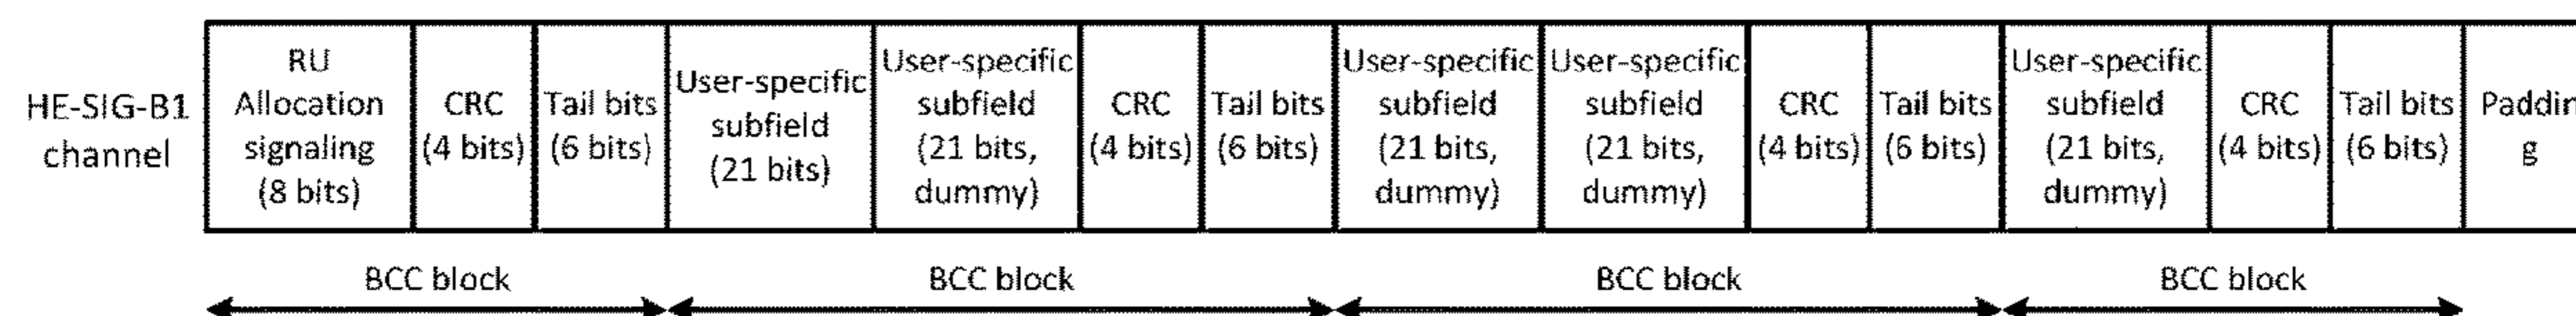 HE-SIG-B1
channel
RU
Allocation
signaling
(8 bits)
CRC
(4 bits)
Tail bits
(6 bits)
User-specific
subfield
(21 bits)
User-specific
subfield
(21 bits,
dummy)
CRC
(4 bits)
Tail bits
(6 bits)
User-specific
subfield
(21 bits,
dummy)
User-specific
subfield
(21 bits,
dummy)
CRC
(4 bits)
Tail bits
(6 bits)
User-specific
subfield
(21 bits,
dummy)
CRC
(4 bits)
Tail bits
(6 bits)
Paddin
g
BCC block
BCC block
BCC block
BCC block